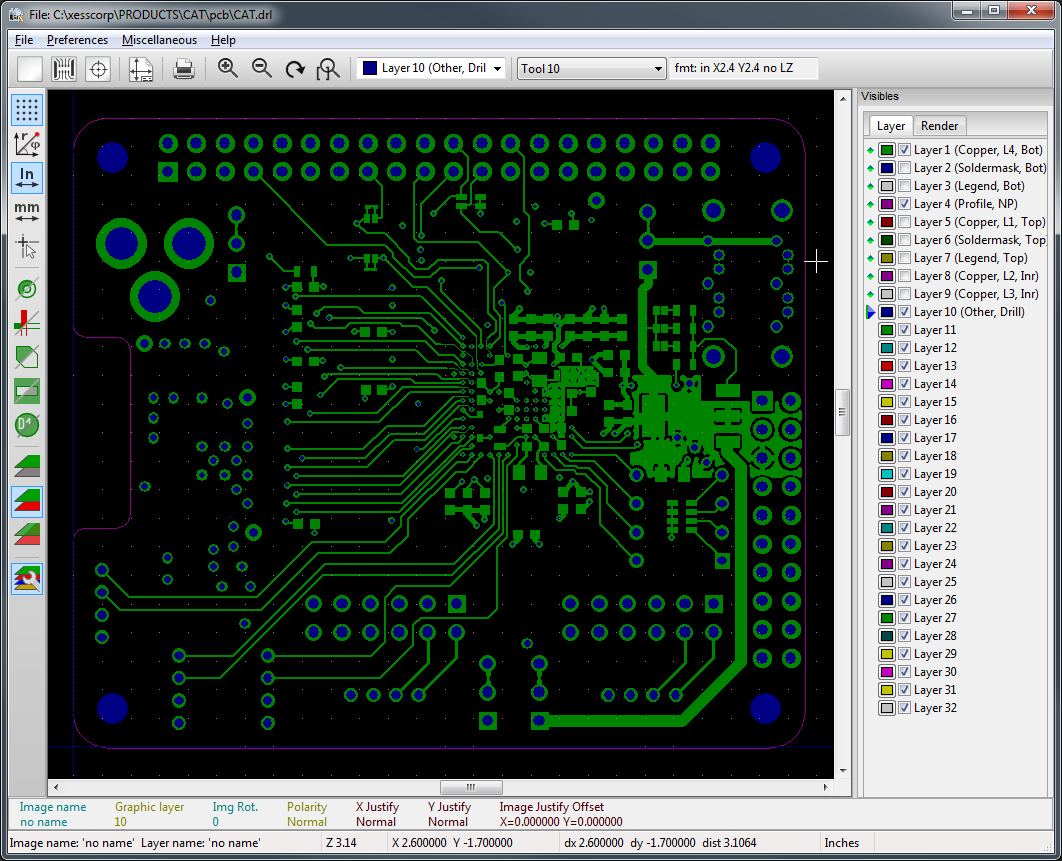 File: C:\xesscorp\PRODUCTS\CAT\pcb\CAT.drl
File Preferences Miscellaneous Help
Layer 10 (Other, Dril Tool 10 fmt: in X2.4 Y2.4 no LZ
Visibles
Layer Render
r φ
In
mm
D1
Layer 1 (Copper, L4, Bot)
Layer 2 (Soldermask, Bot)
Layer 3 (Legend, Bot)
Layer 4 (Profile, NP)
Layer 5 (Copper, L1, Top)
Layer 6 (Soldermask, Top
Layer 7 (Legend, Top)
Layer 8 (Copper, L2, Inr)
Layer 9 (Copper, L3, Inr)
Layer 10 (Other, Drill)
Layer 11
Layer 12
Layer 13
Layer 14
Layer 15
Layer 16
Layer 17
Layer 18
Layer 19
Layer 20
Layer 21
Layer 22
Layer 23
Layer 24
Layer 25
Layer 26
Layer 27
Layer 28
Layer 29
Layer 30
Layer 31
Layer 32
Image name Graphic layer Img Rot. Polarity X Justify Y Justify Image Justify Offset
no name 10 0 Normal Normal Normal X=0.000000 Y=0.000000
Image name: 'no name' Layer name: 'no name' Z 3.14 X 2.600000 Y -1.700000 dx 2.600000 dy -1.700000 dist 3.1064 Inches